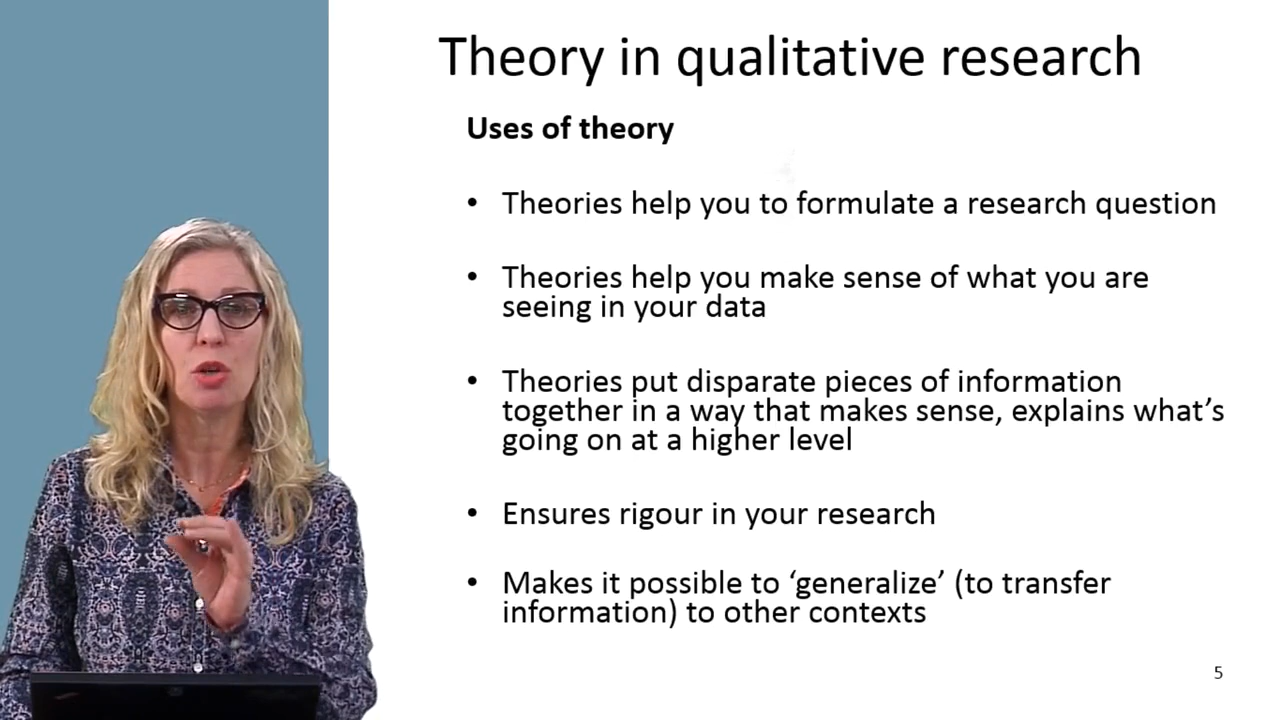 Theory in qualitative research
Uses of theory
• Theories help you to formulate a research question
• Theories help you make sense of what you are
seeing in your data
• Theories put disparate pieces of information
together in a way that makes sense, explains what’s
going on at a higher level
• Ensures rigour in your research
• Makes it possible to ‘generalize’ (to transfer
information) to other contexts
5